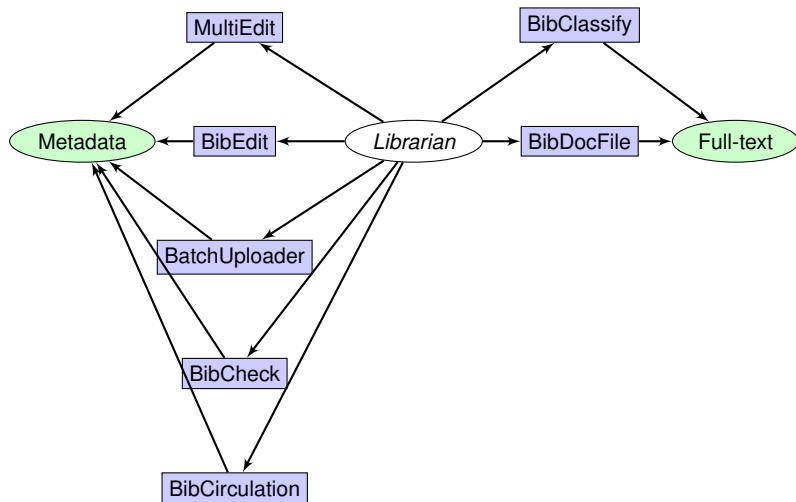 MultiEdit
BibClassify
Metadata
BibEdit
Librarian
BibDocFile
Full-text
BatchUploader
BibCheck
BibCirculation